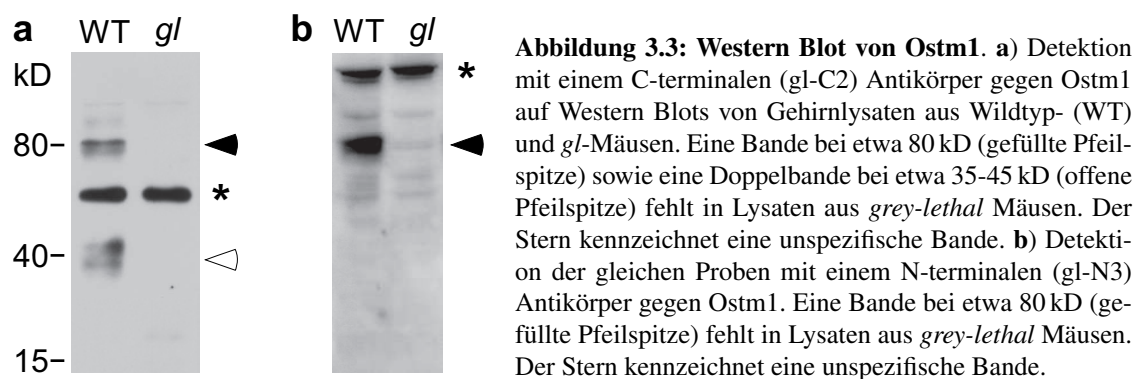 a WT gl
kD
80
*
40
15
b WT gl
*
Abbildung 3.3: Western Blot von Ostm1. a) Detektion
mit einem C-terminalen (gl-C2) Antikörper gegen Ostm1
auf Western Blots von Gehirnlysaten aus Wildtyp- (WT)
und gl-Mäusen. Eine Bande bei etwa 80 kD (gefüllte Pfeil-
spitze) sowie eine Doppelbande bei etwa 35-45 kD (offene
Pfeilspitze) fehlt in Lysaten aus grey-lethal Mäusen. Der
Stern kennzeichnet eine unspezifische Bande. b) Detekti-
on der gleichen Proben mit einem N-terminalen (gl-N3)
Antikörper gegen Ostm1. Eine Bande bei etwa 80 kD (ge-
füllte Pfeilspitze) fehlt in Lysaten aus grey-lethal Mäusen.
Der Stern kennzeichnet eine unspezifische Bande.